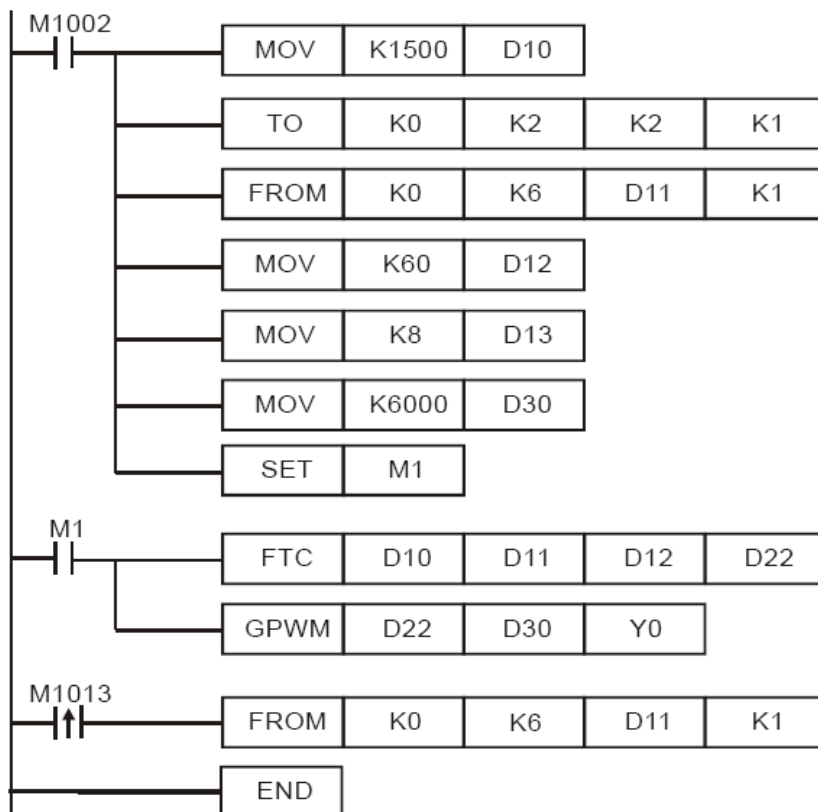 M1002
MOV K1500 D10
TO K0 K2 K2 K1
FROM K0 K6 D11 K1
MOV K60 D12
MOV K8 D13
MOV K6000 D30
SET M1
M1
FTC D10 D11 D12 D22
GPWM D22 D30 Y0
M1013
FROM K0 K6 D11 K1
END